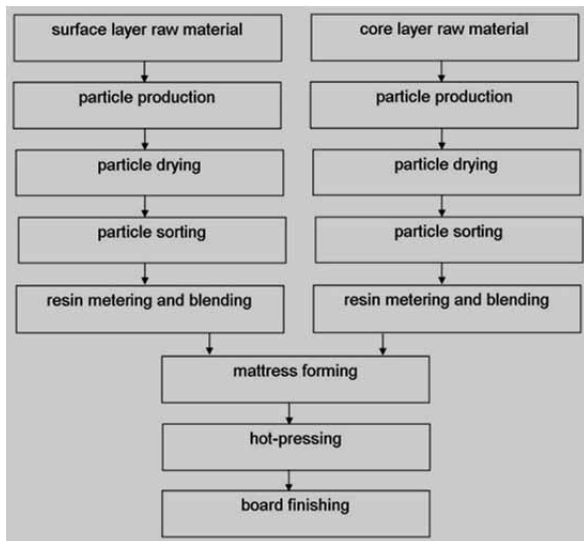 surface layer raw material
core layer raw material
particle production
particle production
particle drying
particle drying
particle sorting
particle sorting
resin metering and blending
resin metering and blending
mattress forming
hot-pressing
board finishing